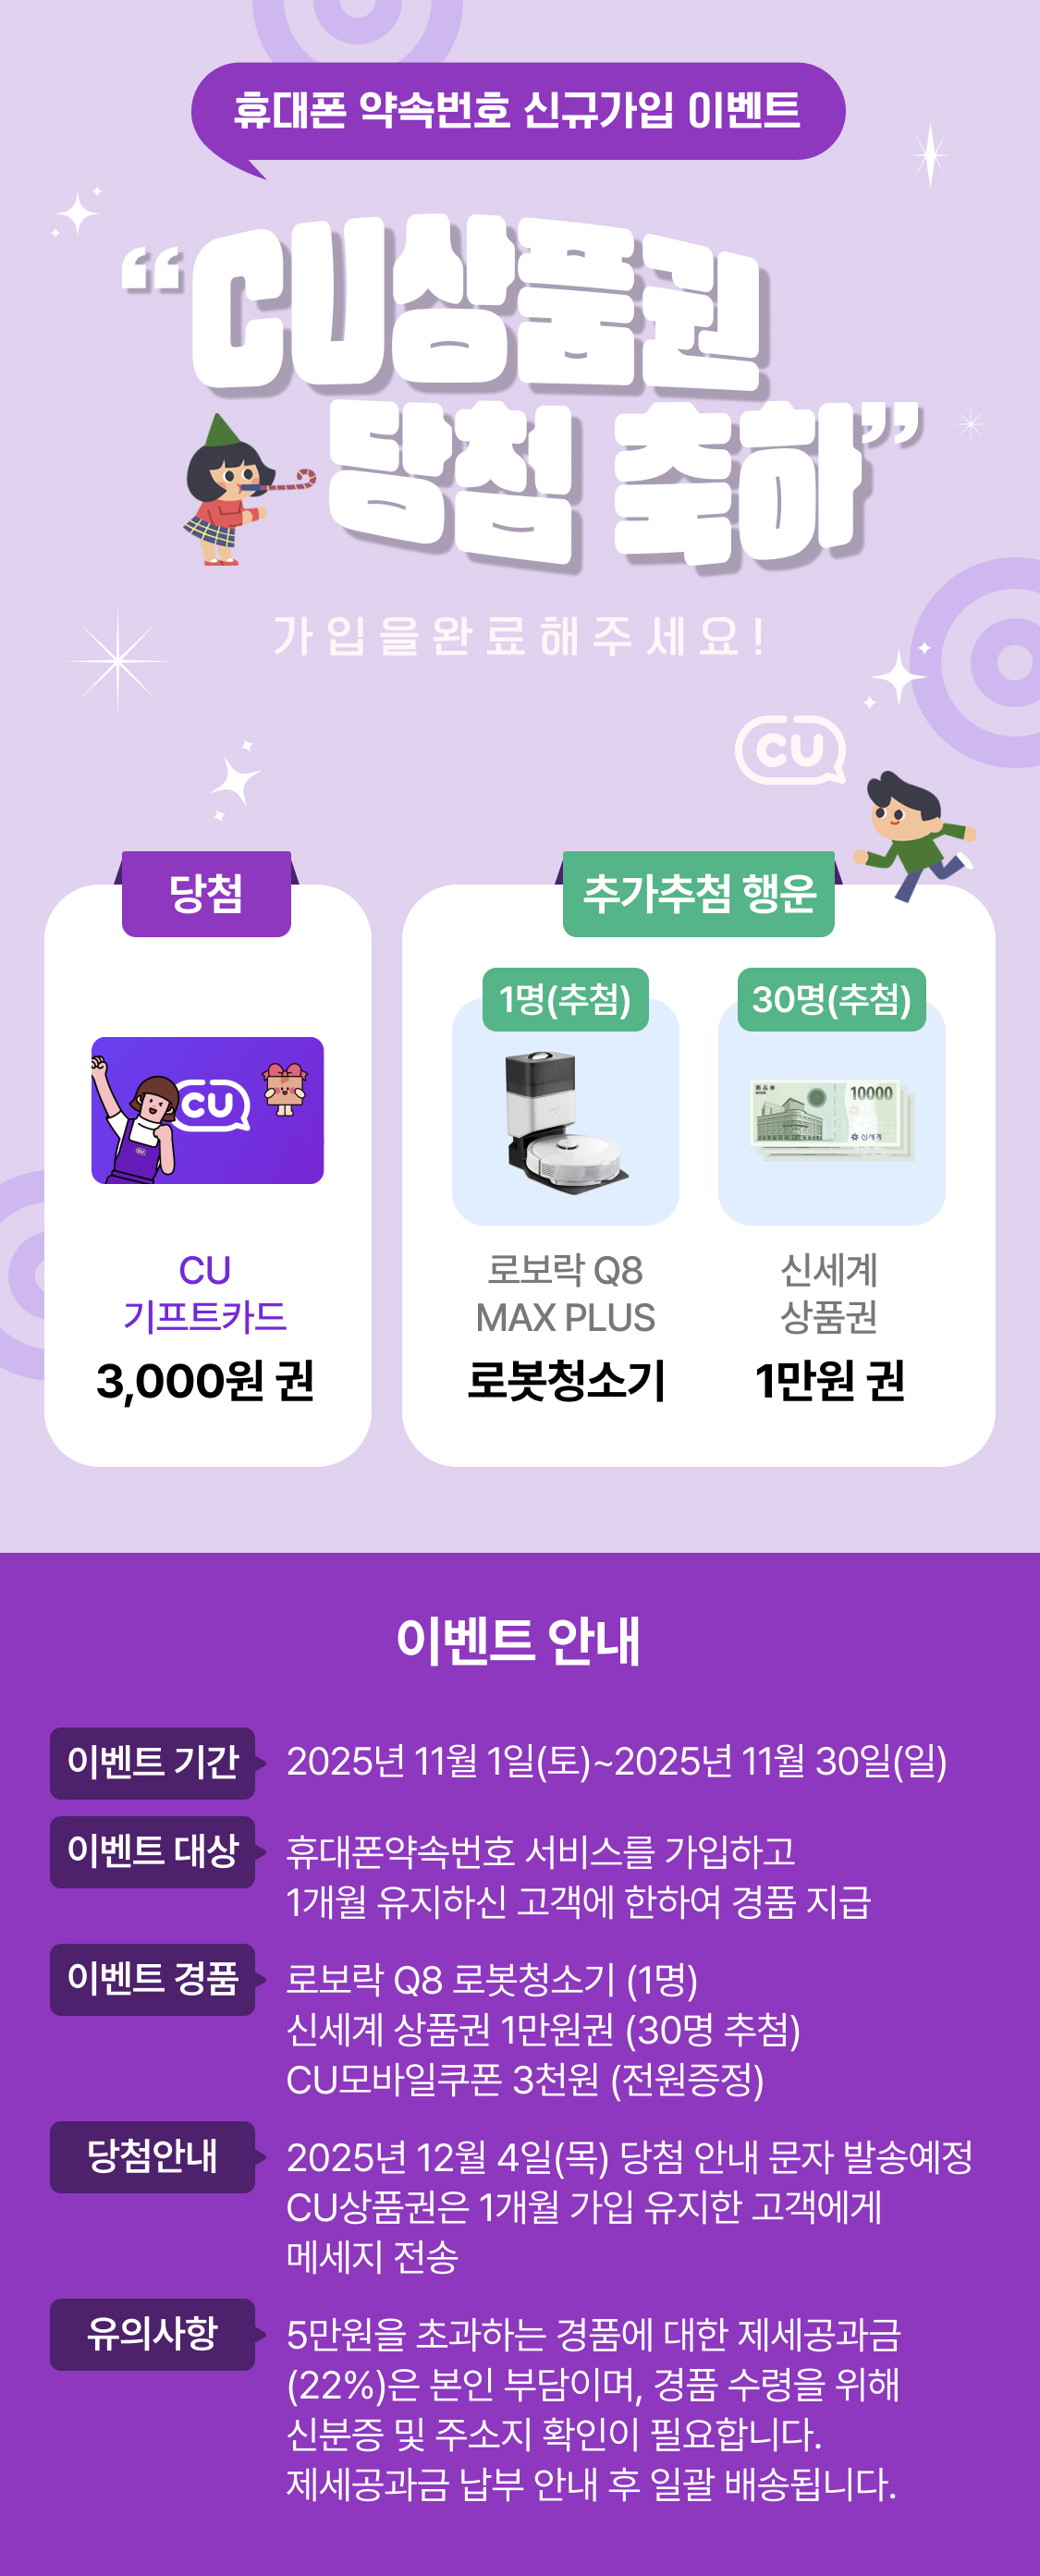 휴대폰 약속번호 신규가입 이벤트
“CU상품권
당첨 축하”
가입을완료해주세요!
CU
당첨
추가추첨 행운
1명(추첨)
30명(추첨)
CU
10000
신세계
CU
기프트카드
3,000원 권
로보락 Q8
MAX PLUS
로봇청소기
신세계
상품권
1만원 권
이벤트 안내
이벤트 기간
2025년 11월 1일(토)~2025년 11월 30일(일)
이벤트 대상
휴대폰약속번호 서비스를 가입하고
1개월 유지하신 고객에 한하여 경품 지급
이벤트 경품
로보락 Q8 로봇청소기 (1명)
신세계 상품권 1만원권 (30명 추첨)
CU모바일쿠폰 3천원 (전원증정)
당첨안내
2025년 12월 4일(목) 당첨 안내 문자 발송예정
CU상품권은 1개월 가입 유지한 고객에게
메세지 전송
유의사항
5만원을 초과하는 경품에 대한 제세공과금
(22%)은 본인 부담이며, 경품 수령을 위해
신분증 및 주소지 확인이 필요합니다.
제세공과금 납부 안내 후 일괄 배송됩니다.